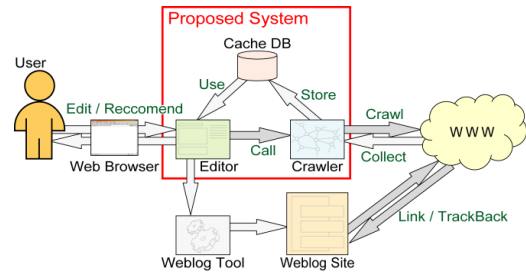 Proposed System
Cache DB
User
Use
Store
Edit / Reccomend
Crawl
WWW
Web Browser
Editor
Call
Crawler
Collect
Link / TrackBack
Weblog Tool
Weblog Site